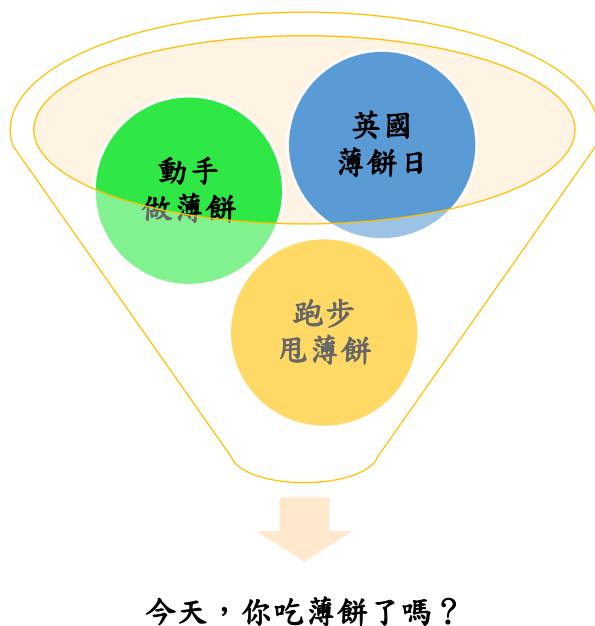 英國
薄餅日
動手
做薄餅
跑步
甩薄餅
今天，你吃薄餅了嗎？